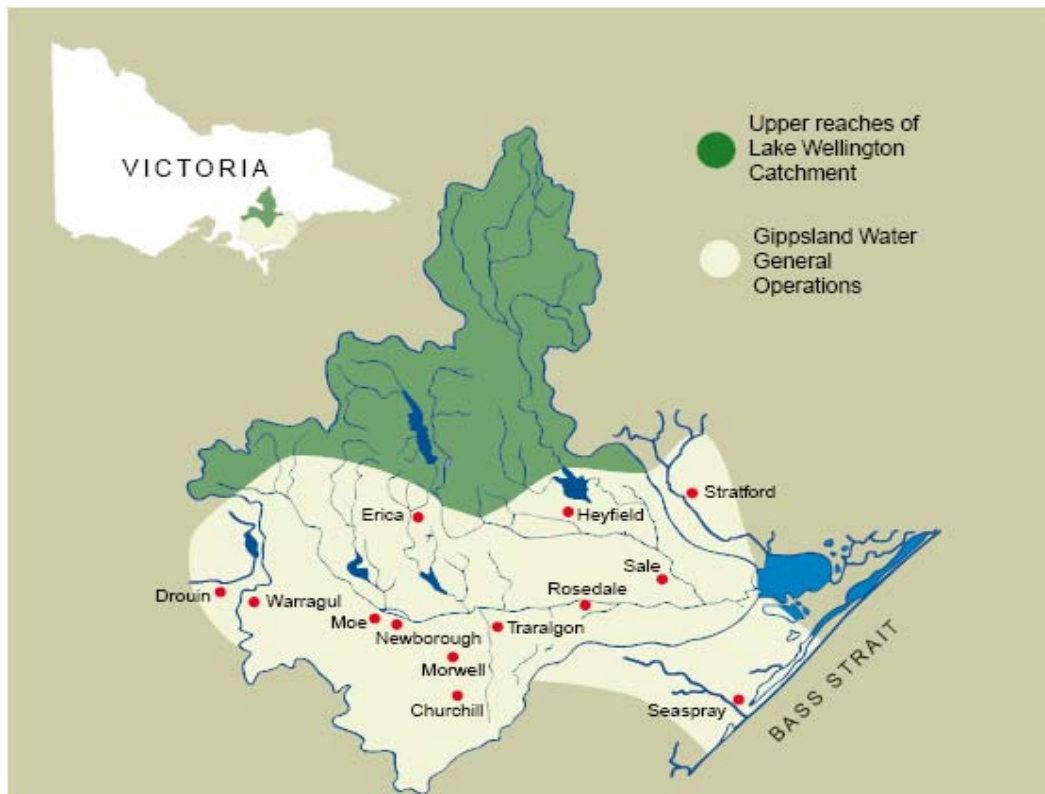 VICTORIA
Upper reaches of
Lake Wellington
Catchment
Gippsland Water
General
Operations
Stratford
Erica
Heyfield
Sale
Rosedale
Drouin
Warragul
Moe
Newborough
Traralgon
Morwell
Churchill
Seaspray
BASS STRAIT